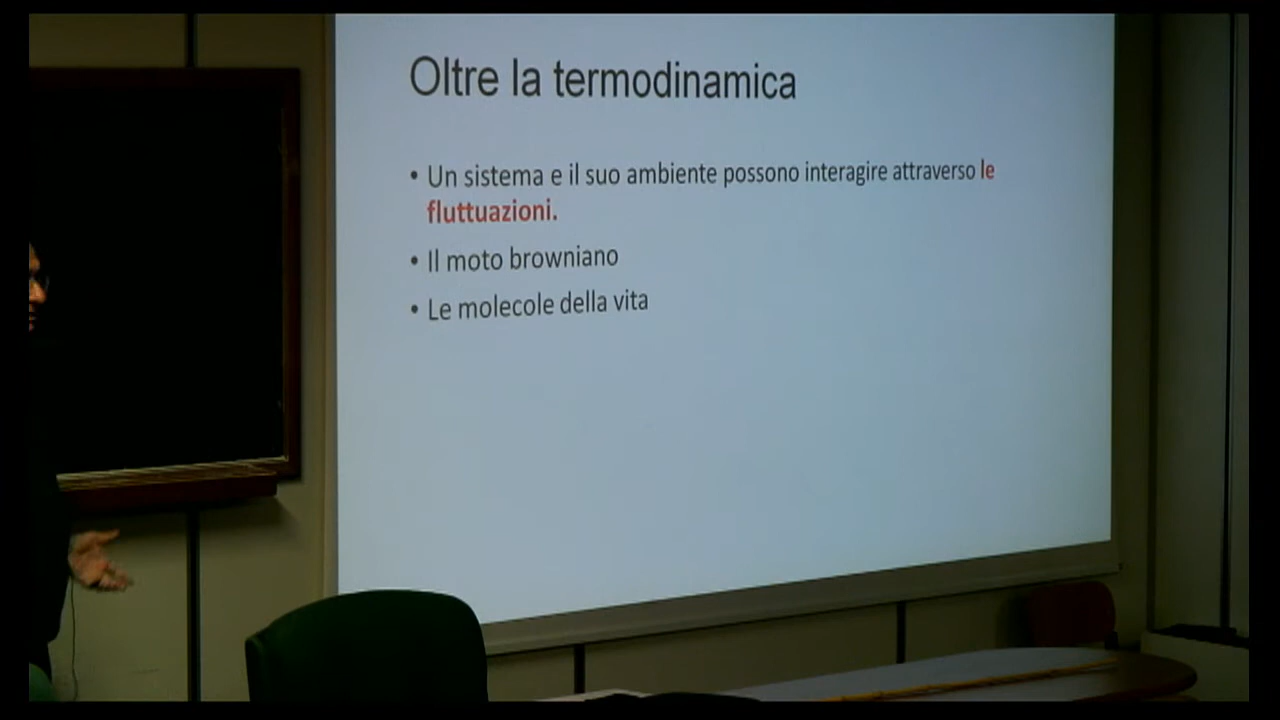 Oltre la termodinamica
• Un sistema e il suo ambiente possono interagire attraverso le
fluttuazioni.
• Il moto browniano
• Le molecole della vita